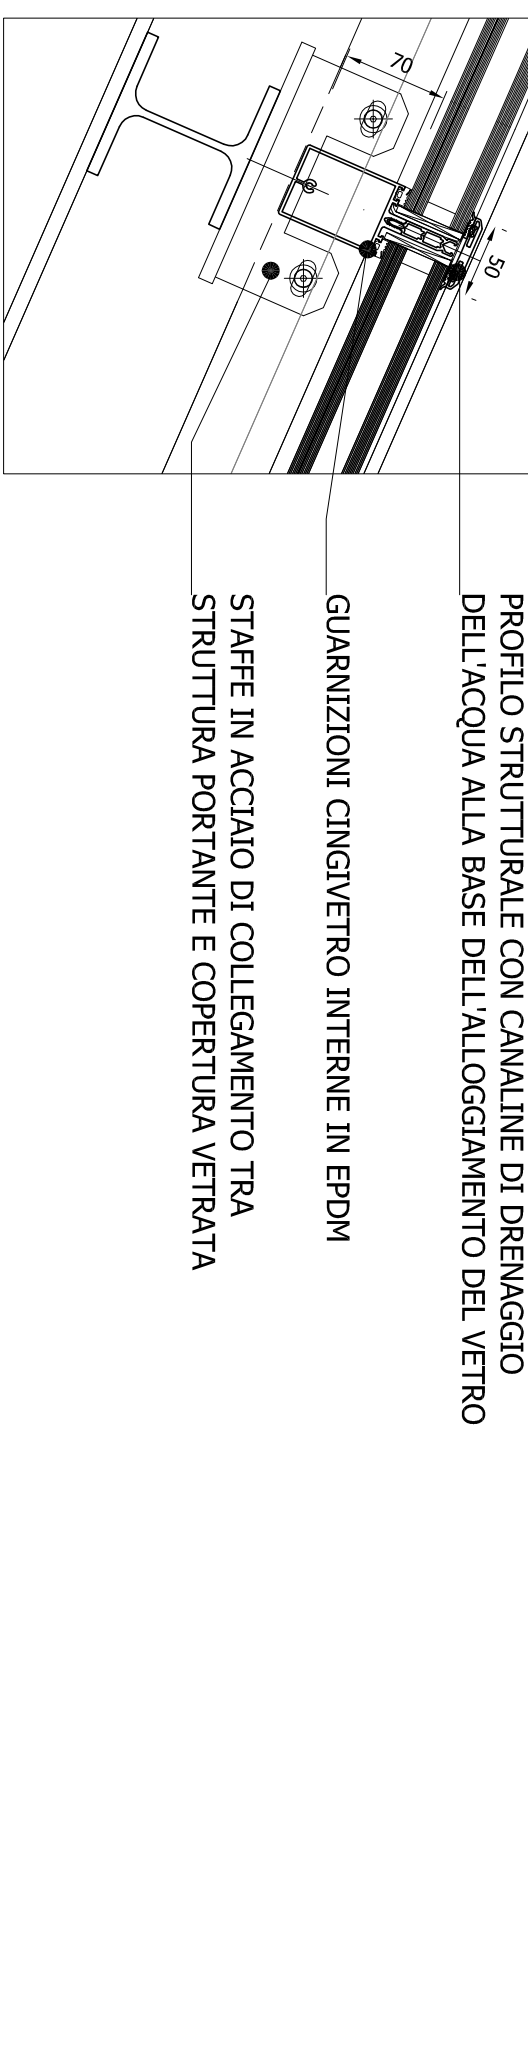 70
50
PROFILO STRUTTURALE CON CANALINE DI DRENAGGIO
DELL'ACQUA ALLA BASE DELL'ALLOGGIAMENTO DEL VETRO
GUARNIZIONI CINGIVETRO INTERNE IN EPDM
STAFFE IN ACCIAIO DI COLLEGAMENTO TRA
STRUTTURA PORTANTE E COPERTURA VETRATA